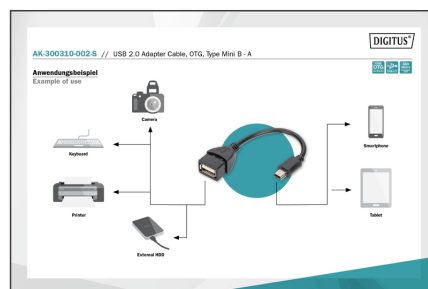 DIGITUS®
AK-300310-002-S // USB 2.0 Adapter Cable, OTG, Type Mini B - A
OTG
Anwendungsbeispiel
Example of use
Camera
Keyboard
Smartphone
Printer
Tablet
External HDD